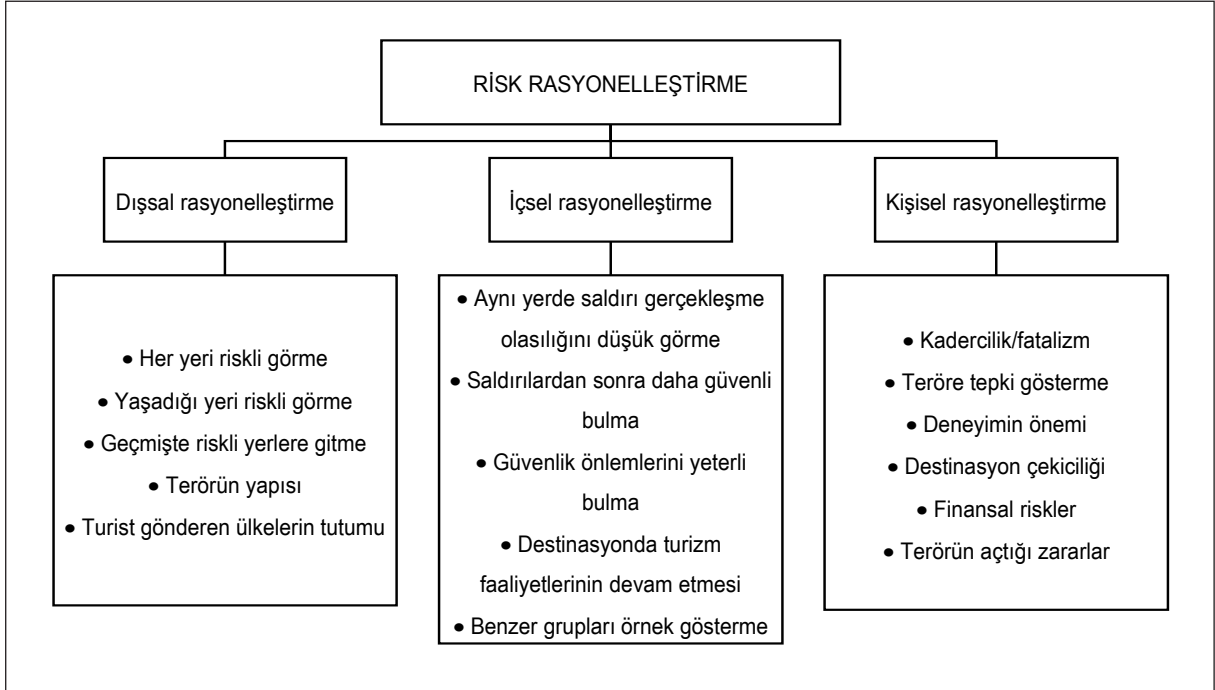 RİSK RASYONELLEŞTİRME
Dışsal rasyonelleştirme
İçsel rasyonelleştirme
Kişisel rasyonelleştirme
● Her yeri riskli görme
● Yaşadığı yeri riskli görme
● Geçmişte riskli yerlere gitme
● Terörün yapısı
● Turist gönderen ülkelerin tutumu
● Aynı yerde saldırı gerçekleşme
olasılığını düşük görme
● Saldırılardan sonra daha güvenli
bulma
● Güvenlik önlemlerini yeterli
bulma
● Destinasyonda turizm
faaliyetlerinin devam etmesi
● Benzer grupları örnek gösterme
● Kadercilik/fatalizm
● Teröre tepki gösterme
● Deneyimin önemi
● Destinasyon çekiciliği
● Finansal riskler
● Terörün açtığı zararlar